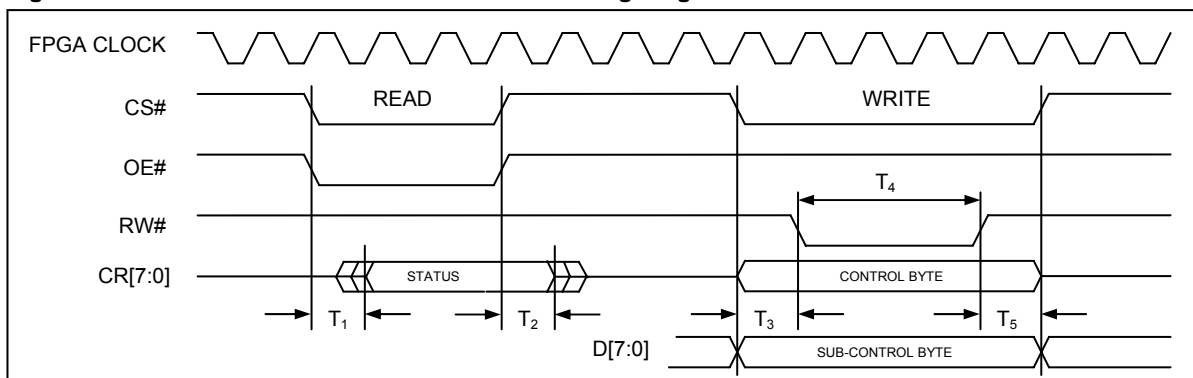 FPGA CLOCK
CS#
READ
WRITE
OE#
T4
RW#
CR[7:0]
STATUS
CONTROL BYTE
T1
T2
T3
T5
D[7:0]
SUB-CONTROL BYTE